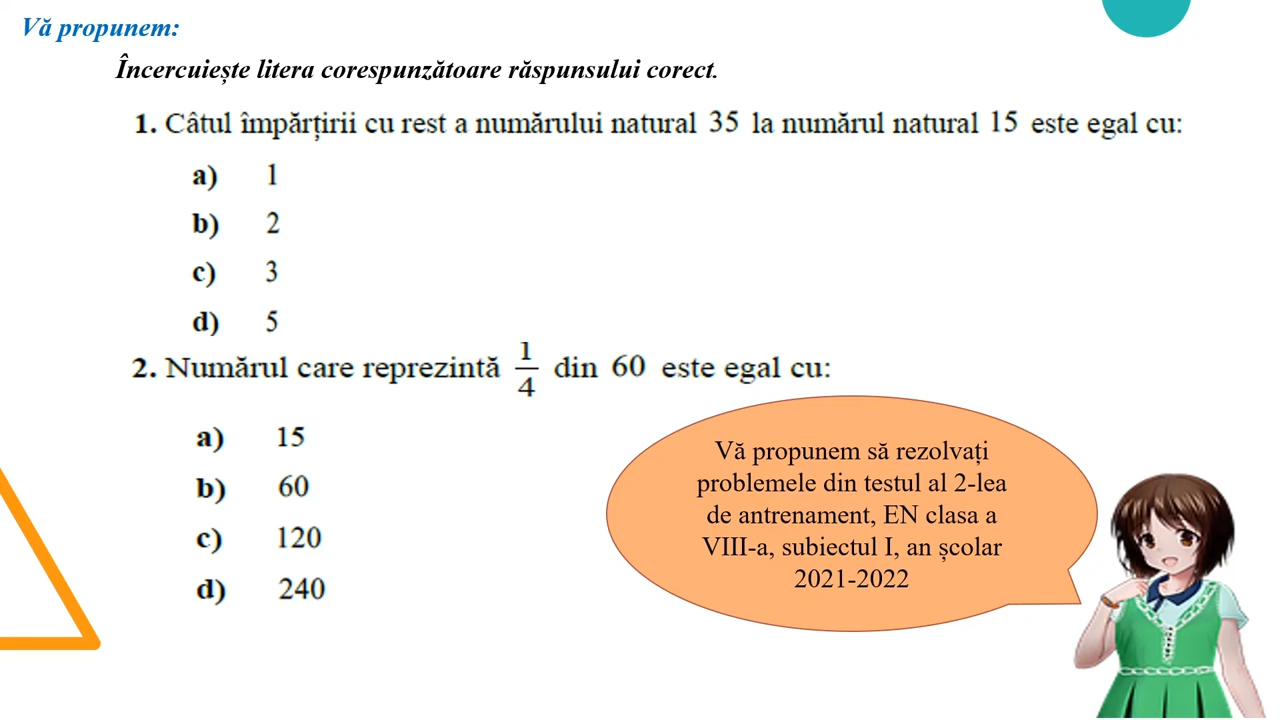 Vă propunem:
Încercuiește litera corespunzătoare răspunsului corect.
1. Câtul împărțirii cu rest a numărului natural 35 la numărul natural 15 este egal cu:
a) 1
b) 2
c) 3
d) 5
2. Numărul care reprezintă 1/4 din 60 este egal cu:
a) 15
b) 60
c) 120
d) 240
Vă propunem să rezolvați
problemele din testul al 2-lea
de antrenament, EN clasa a
VIII-a, subiectul I, an școlar
2021-2022